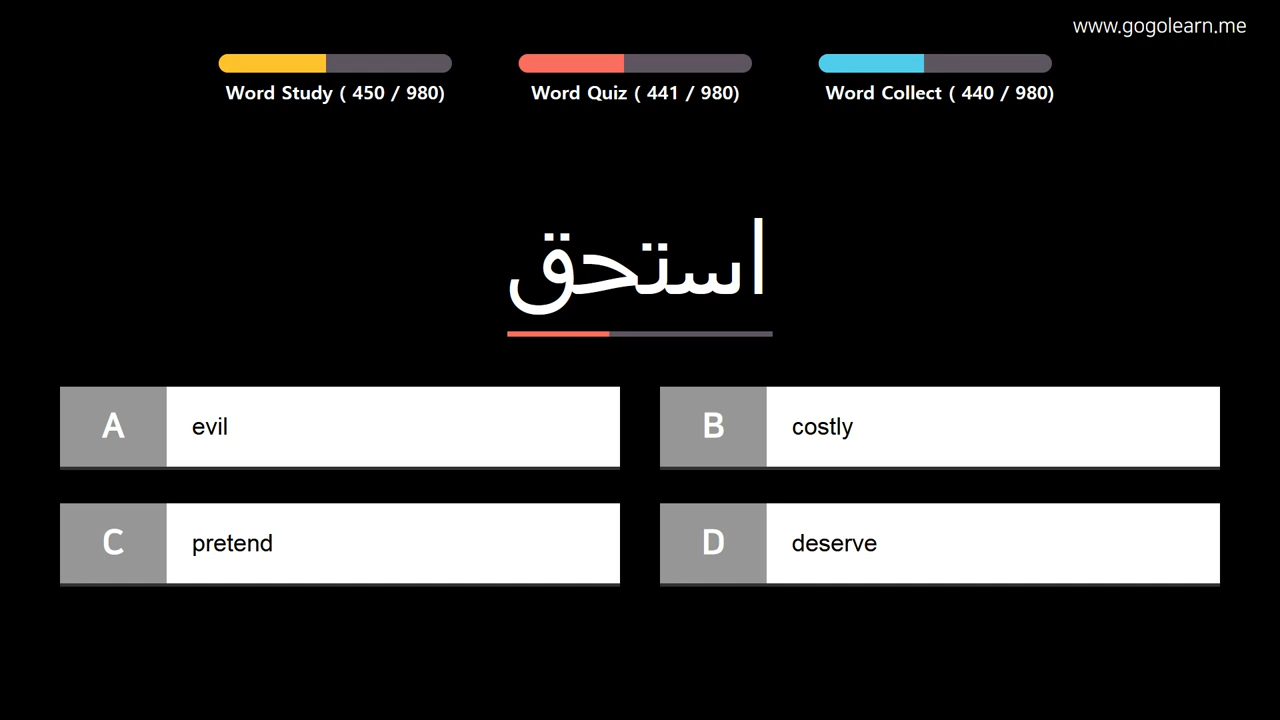 www.gogolearn.me
Word Study ( 450 / 980)
Word Quiz ( 441 / 980)
Word Collect ( 440 / 980)
استحق
A evil
B costly
C pretend
D deserve